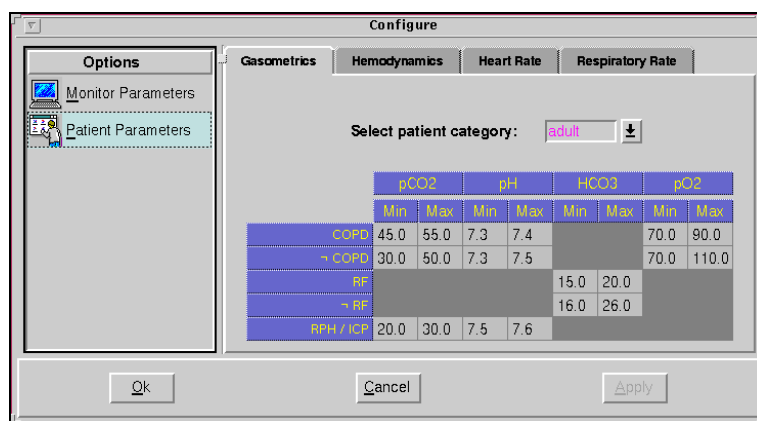 Configure
Options
Monitor Parameters
Patient Parameters
Gasometrics Hemodynamics Heart Rate Respiratory Rate
Select patient category: adult
pCO2 pH HCO3 pO2
Min Max Min Max Min Max Min Max
COPD 45.0 55.0 7.3 7.4 70.0 90.0
¬ COPD 30.0 50.0 7.3 7.5 70.0 110.0
RF 15.0 20.0
¬ RF 16.0 26.0
RPH / ICP 20.0 30.0 7.5 7.6
Ok Cancel Apply